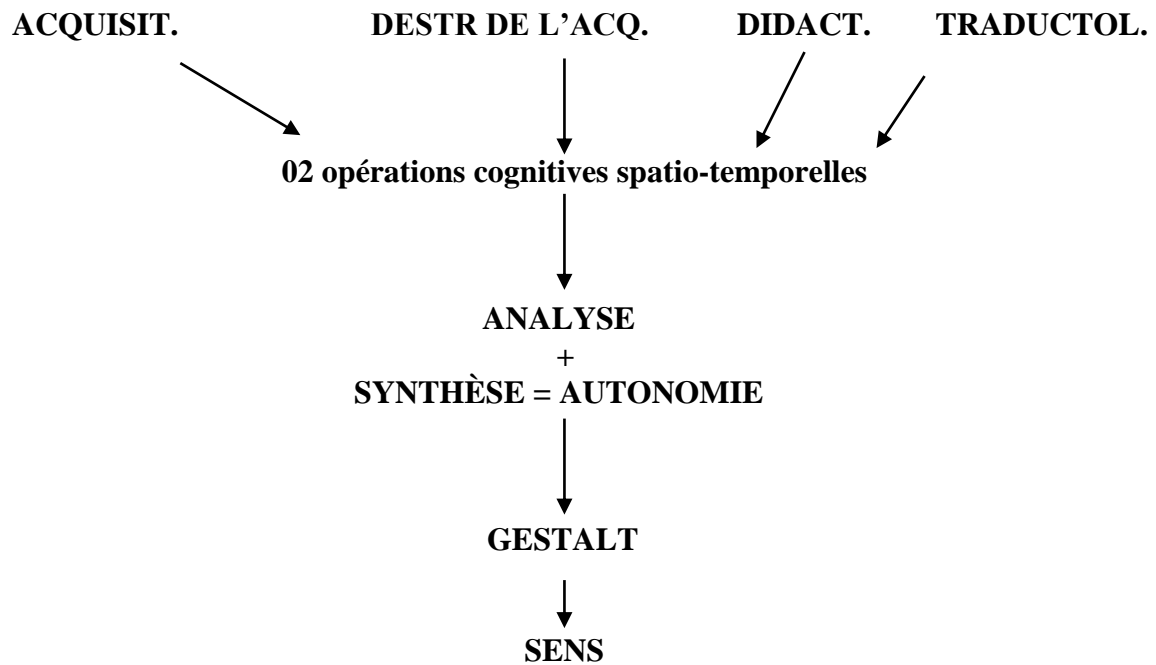 ACQUISIT. DESTR DE L’ACQ. DIDACT. TRADUCTOL.
02 opérations cognitives spatio-temporelles
ANALYSE
+
SYNTHÈSE = AUTONOMIE
GESTALT
SENS